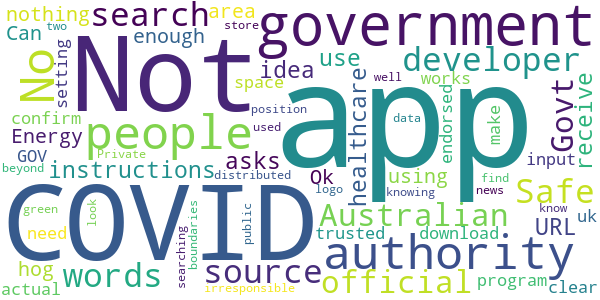 nothing search area government
Can two enough store
No setting Not idea use developer
space well works
confirm people healthcare endorsed make Govt receive
Energy position
GOV asks used app input
beyond Private instructions Qk using data find Safe
COVID distributed logo knowing news
green look Australian URL know uk
need boundaries public trusted download
hog words source authority
searching official program clear
actual irresponsible